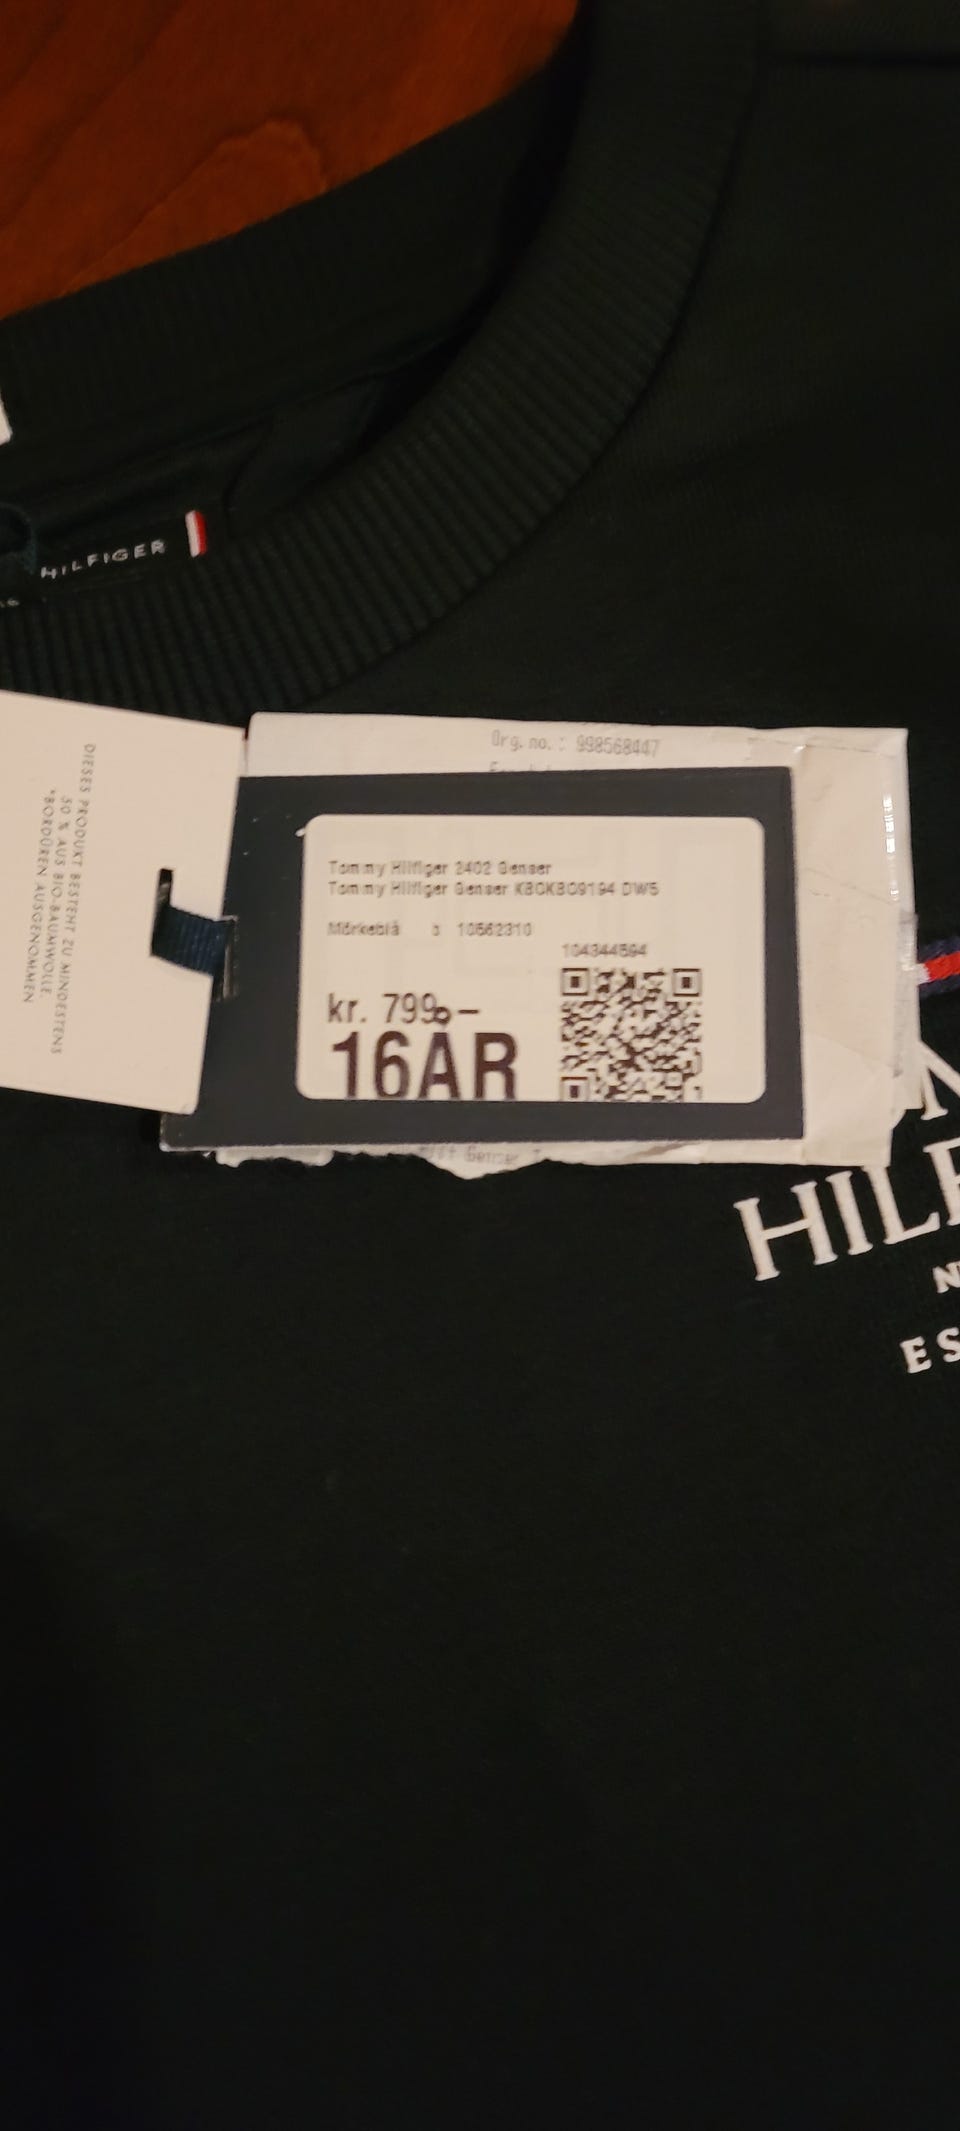 HILFIGER
DIESES PRODUKT BESTEHT ZU MINDESTENS
50 % AUS BIO-BAUMWOLLE.
*BORDÜREN AUSGENOMMEN.
Org. no.: 998568447
Tommy Hilfiger 2402 Genser
Tommy Hilfiger Genser KB0KB09194 DW5
Mörkeblå 10562310
104344594
kr. 799,–
16ÅR
Genser
HILF
N
ES